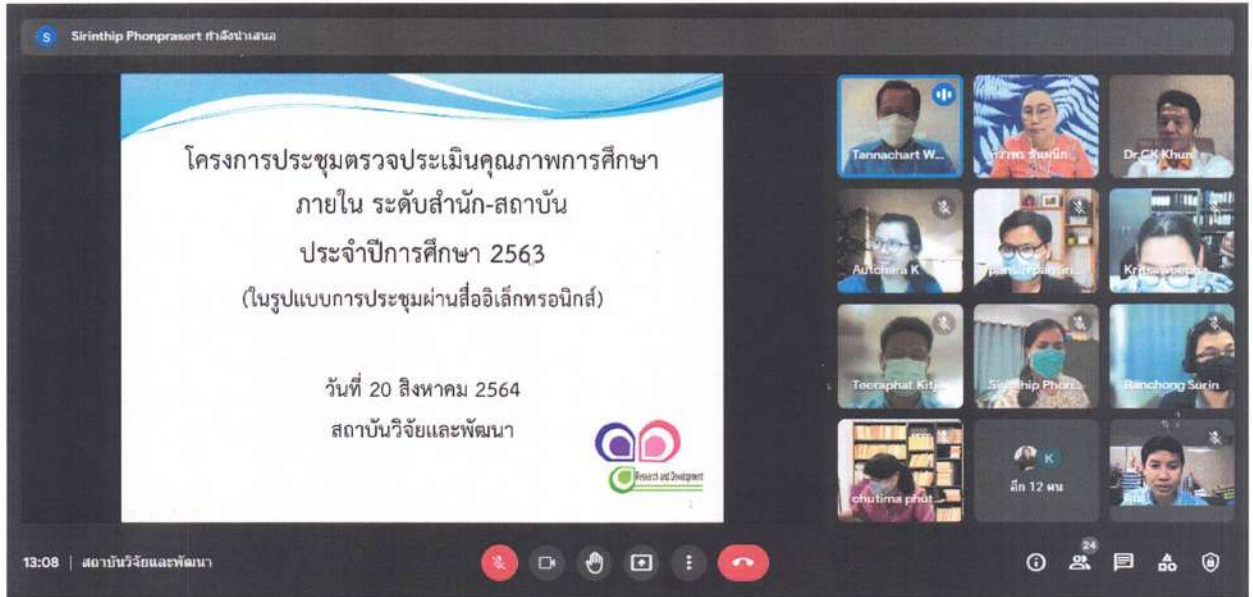 S Sirinthip Phonprasert กำลังนำเสนอ
โครงการประชุมตรวจประเมินคุณภาพการศึกษา
ภายใน ระดับสำนัก-สถาบัน
ประจำปีการศึกษา 2563
(ในรูปแบบการประชุมผ่านสื่ออิเล็กทรอนิกส์)
วันที่ 20 สิงหาคม 2564
สถาบันวิจัยและพัฒนา
Research and Development
Tannachart W...
Dr.CK Khun
Autchara K
Teeraphat Kitj
Sirinthip Phon...
Banchong Surin
chutima phut
K
อีก 12 คน
13:08 | สถาบันวิจัยและพัฒนา
24